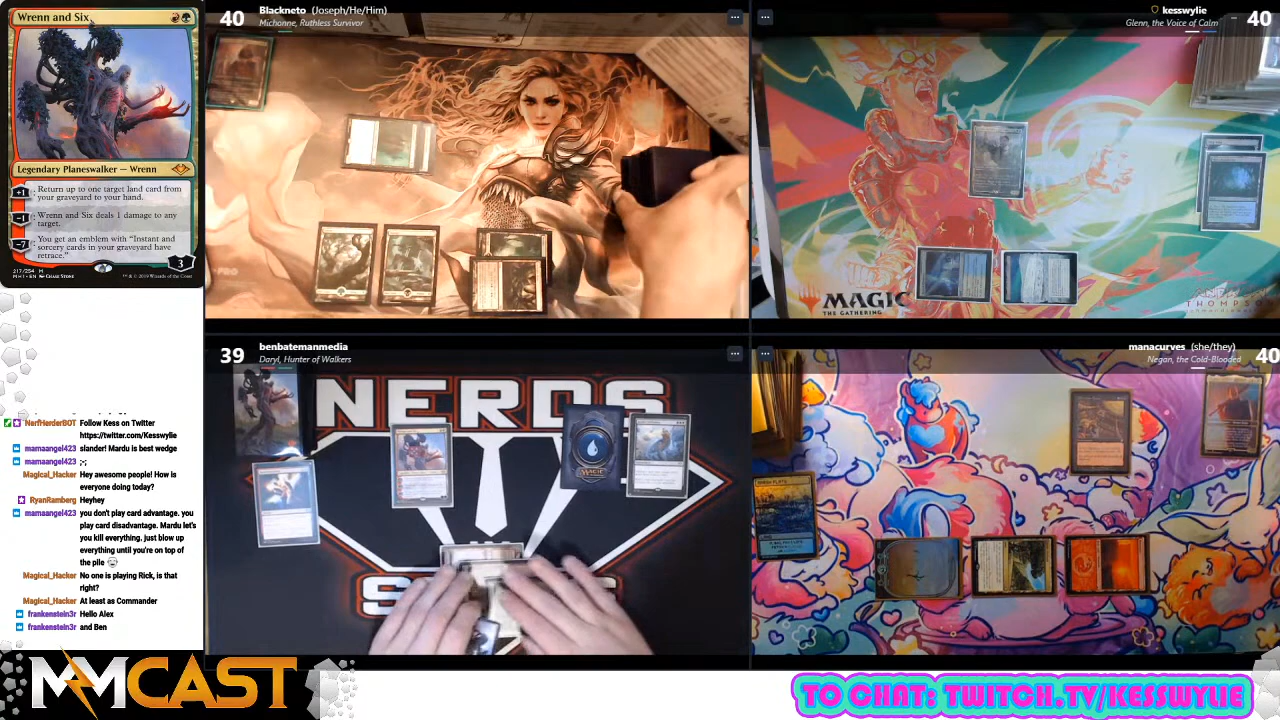 Wrenn and Six
Legendary Planeswalker — Wrenn
+1: Return up to one target land card from
your graveyard to your hand.
−1: Wrenn and Six deals 1 damage to any
target.
−7: You get an emblem with "Instant and
sorcery cards in your graveyard have
retrace."
3
40
Blackneto (Joseph/He/Him)
Michonne, Ruthless Survivor
kesswylie
Glenn, the Voice of Calm
40
MAGIC
THE GATHERING
39
benbatemanmedia
Daryl, Hunter of Walkers
NERDS
MAGIC
manacurves (she/they)
Negan, the Cold-Blooded
40
NerfHerderBOT Follow Kess on Twitter
https://twitter.com/Kesswylie
mamaangel423 slander! Mardu is best wedge
mamaangel423 ;-;
Magical_Hacker Hey awesome people! How is
everyone doing today?
RyanRamberg Heyhey
mamaangel423 you don't play card advantage. you
play card disadvantage. Mardu let's
you kill everything. just blow up
everything until you're on top of
the pile
Magical_Hacker No one is playing Rick, is that
right?
Magical_Hacker At least as Commander
frankenstein3r Hello Alex
frankenstein3r and Ben
MMCAST
TO CHAT: TWITCH.TV/KESSWYLIE